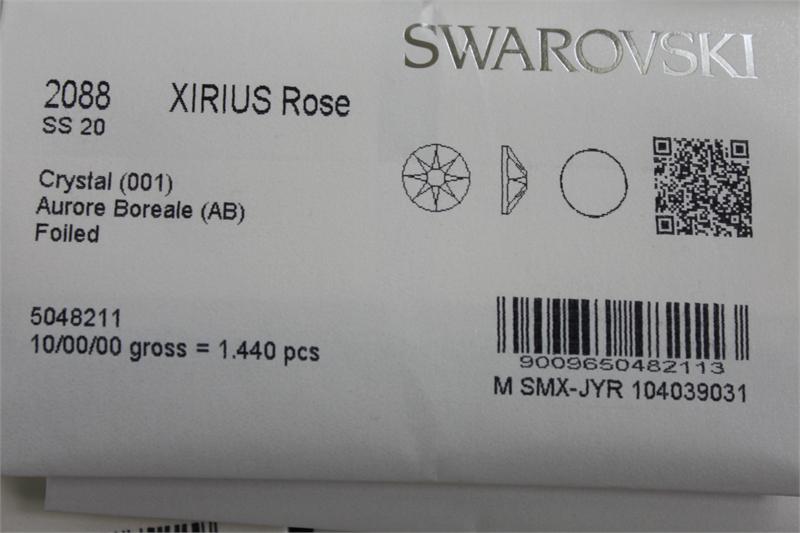 SWAROVSKI
2088 XIRIUS Rose
SS 20
Crystal (001)
Aurore Boreale (AB)
Foiled
5048211
10/00/00 gross = 1.440 pcs
9009650482113
M SMX-JYR 104039031